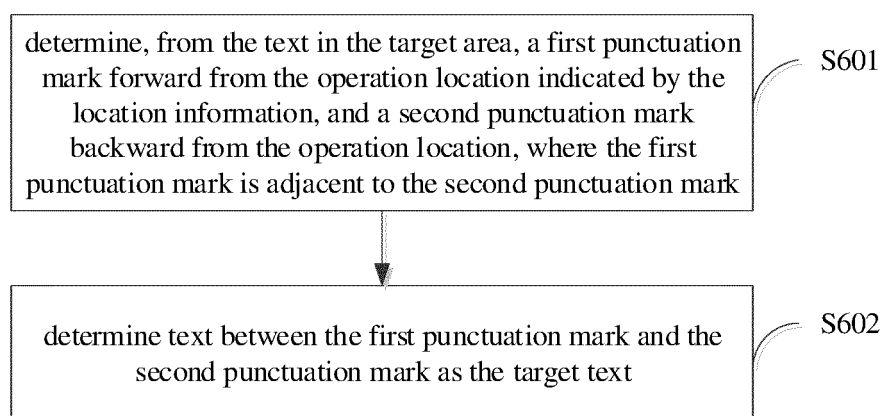 determine, from the text in the target area, a first punctuation
mark forward from the operation location indicated by the
location information, and a second punctuation mark
backward from the operation location, where the first
punctuation mark is adjacent to the second punctuation mark
S601
determine text between the first punctuation mark and the
second punctuation mark as the target text
S602